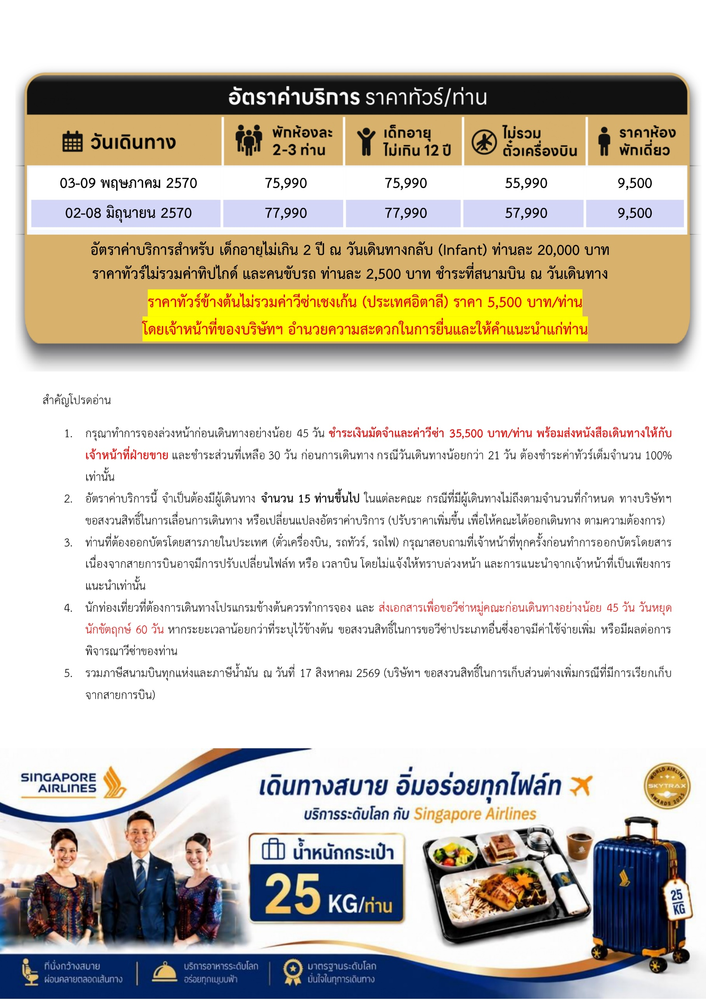 อัตราค่าบริการ ราคาทัวร์/ท่าน
วันเดินทาง
พักห้องละ
2-3 ท่าน
เด็กอายุ
ไม่เกิน 12 ปี
ไม่รวม
ตั๋วเครื่องบิน
ราคาห้อง
พักเดี่ยว
03-09 พฤษภาคม 2570 75,990 75,990 55,990 9,500
02-08 มิถุนายน 2570 77,990 77,990 57,990 9,500
อัตราค่าบริการสำหรับ เด็กอายุไม่เกิน 2 ปี ณ วันเดินทางกลับ (Infant) ท่านละ 20,000 บาท
ราคาทัวร์ไม่รวมค่าทิปไกด์ และคนขับรถ ท่านละ 2,500 บาท ชำระที่สนามบิน ณ วันเดินทาง
ราคาทัวร์ข้างต้นไม่รวมค่าวีซ่าเชงเก้น (ประเทศอิตาลี) ราคา 5,500 บาท/ท่าน
โดยเจ้าหน้าที่ของบริษัทฯ อำนวยความสะดวกในการยื่นและให้คำแนะนำแก่ท่าน
สำคัญโปรดอ่าน
1. กรุณาทำการจองล่วงหน้าก่อนเดินทางอย่างน้อย 45 วัน ชำระเงินมัดจำและค่าวีซ่า 35,500 บาท/ท่าน พร้อมส่งหนังสือเดินทางให้กับ
เจ้าหน้าที่ฝ่ายขาย และชำระส่วนที่เหลือ 30 วัน ก่อนการเดินทาง กรณีวันเดินทางน้อยกว่า 21 วัน ต้องชำระค่าทัวร์เต็มจำนวน 100%
เท่านั้น
2. อัตราค่าบริการนี้ จำเป็นต้องมีผู้เดินทาง จำนวน 15 ท่านขึ้นไป ในแต่ละคณะ กรณีที่มีผู้เดินทางไม่ถึงตามจำนวนที่กำหนด ทางบริษัทฯ
ขอสงวนสิทธิ์ในการเลื่อนการเดินทาง หรือเปลี่ยนแปลงอัตราค่าบริการ (ปรับราคาเพิ่มขึ้น เพื่อให้คณะได้ออกเดินทาง ตามความต้องการ)
3. ท่านที่ต้องออกบัตรโดยสารภายในประเทศ (ตั๋วเครื่องบิน, รถทัวร์, รถไฟ) กรุณาสอบถามที่เจ้าหน้าที่ทุกครั้งก่อนทำการออกบัตรโดยสาร
เนื่องจากสายการบินอาจมีการปรับเปลี่ยนไฟล์ท หรือ เวลาบิน โดยไม่แจ้งให้ทราบล่วงหน้า และการแนะนำจากเจ้าหน้าที่เป็นเพียงการ
แนะนำเท่านั้น
4. นักท่องเที่ยวที่ต้องการเดินทางโปรแกรมข้างต้นควรทำการจอง และ ส่งเอกสารเพื่อขอวีซ่าหมู่คณะก่อนเดินทางอย่างน้อย 45 วัน วันหยุด
นักขัตฤกษ์ 60 วัน หากระยะเวลาน้อยกว่าที่ระบุไว้ข้างต้น ขอสงวนสิทธิ์ในการขอวีซ่าประเภทอื่นซึ่งอาจมีค่าใช้จ่ายเพิ่ม หรือมีผลต่อการ
พิจารณาวีซ่าของท่าน
5. รวมภาษีสนามบินทุกแห่งและภาษีน้ำมัน ณ วันที่ 17 สิงหาคม 2569 (บริษัทฯ ขอสงวนสิทธิ์ในการเก็บส่วนต่างเพิ่มกรณีที่มีการเรียกเก็บ
จากสายการบิน)
SINGAPORE
AIRLINES
เดินทางสบาย อิ่มอร่อยทุกไฟล์ท
บริการระดับโลก กับ Singapore Airlines
WORLD AIRLINE
SKYTRAX
AWARDS 2025
น้ำหนักกระเป๋า
25 KG/ท่าน
25
KG
ที่นั่งกว้างสบาย
ผ่อนคลายตลอดเส้นทาง
บริการอาหารระดับโลก
อร่อยทุกเมบบฟ้า
มาตรฐานระดับโลก
มั่นใจในทุการเดินทาง